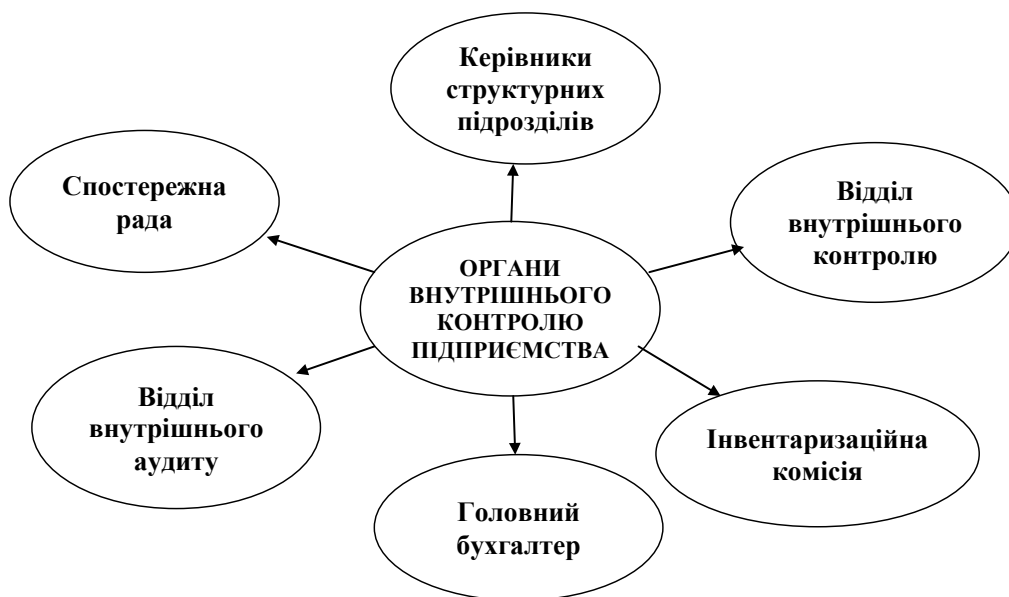 Керівники
структурних
підрозділів
Спостережна
рада
Відділ
внутрішнього
контролю
ОРГАНИ
ВНУТРІШНЬОГО
КОНТРОЛЮ
ПІДПРИЄМСТВА
Відділ
внутрішнього
аудиту
Інвентаризаційна
комісія
Головний
бухгалтер